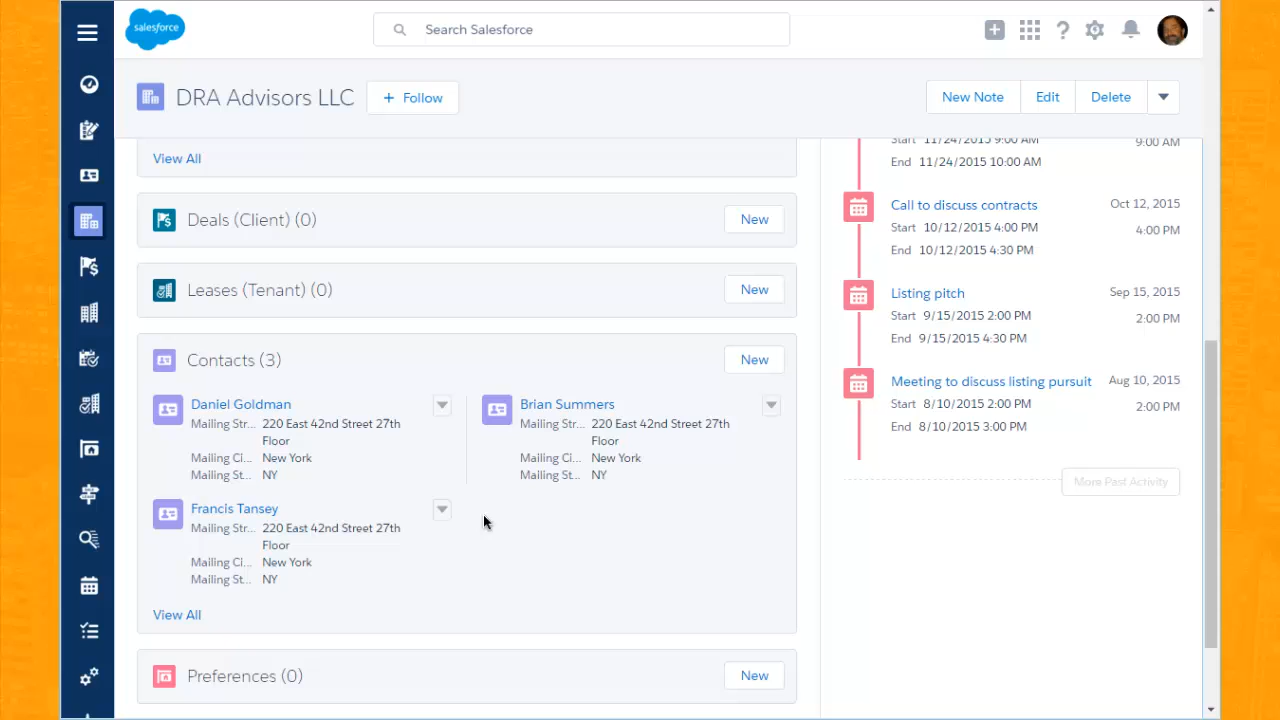 salesforce
Search Salesforce
DRA Advisors LLC
+ Follow
New Note
Edit
Delete
View All
Deals (Client) (0)
New
Leases (Tenant) (0)
New
Contacts (3)
New
Daniel Goldman
Mailing Str... 220 East 42nd Street 27th
Floor
Mailing Ci... New York
Mailing St... NY
Brian Summers
Mailing Str... 220 East 42nd Street 27th
Floor
Mailing Ci... New York
Mailing St... NY
Francis Tansey
Mailing Str... 220 East 42nd Street 27th
Floor
Mailing Ci... New York
Mailing St... NY
View All
Preferences (0)
New
Start 11/24/2015 9:00 AM
9:00 AM
End 11/24/2015 10:00 AM
Call to discuss contracts
Oct 12, 2015
Start 10/12/2015 4:00 PM
4:00 PM
End 10/12/2015 4:30 PM
Listing pitch
Sep 15, 2015
Start 9/15/2015 2:00 PM
2:00 PM
End 9/15/2015 4:30 PM
Meeting to discuss listing pursuit
Aug 10, 2015
Start 8/10/2015 2:00 PM
2:00 PM
End 8/10/2015 3:00 PM
More Past Activity